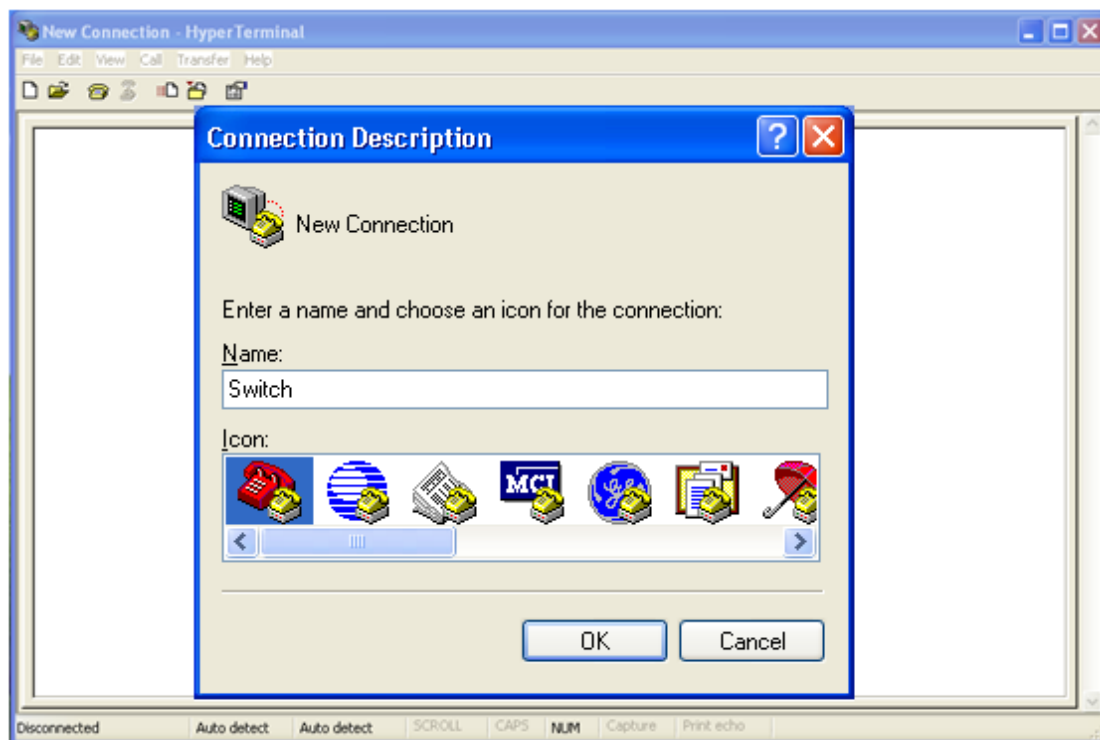 New Connection - HyperTerminal
File Edit View Call Transfer Help
Connection Description
New Connection
Enter a name and choose an icon for the connection:
Name:
Switch
Icon:
MCI
OK Cancel
Disconnected Auto detect Auto detect SCROLL CAPS NUM Capture Print echo